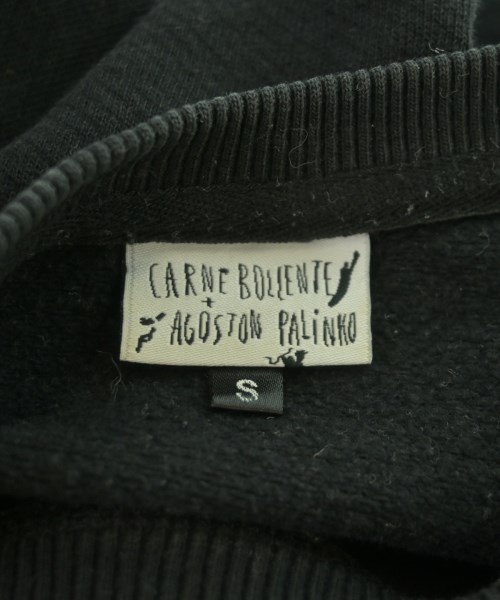 CARNE BOLLENTE
+
AGOSTON PALINKO
S